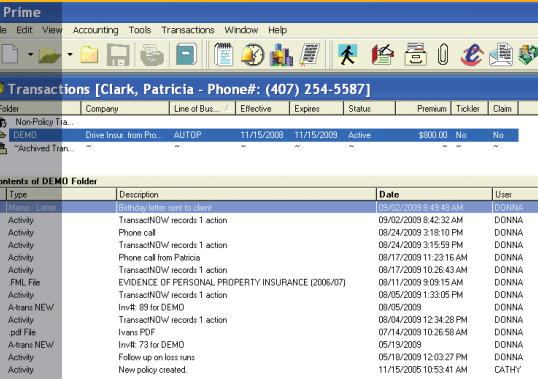 Prime
le Edit View Accounting Tools Transactions Window Help
Transactions [Clark, Patricia - Phone#: (407) 254-5587]
older Company Line of Bus... Effective Expires Status Premium Tickler Claim
Non-Policy Tra...
DEMO Drive Insur. from Pro... AUTOP 11/15/2008 11/15/2009 Active $800.00 No No
~Archived Tran... ~ ~ ~ ~ ~ ~ ~ ~
ontents of DEMO Folder
Type Description Date User
Memo - Letter Birthday letter sent to client 09/02/2009 8:49:48 AM DONNA
Activity TransactNOW records 1 action 09/02/2009 8:42:32 AM DONNA
Activity Phone call 08/24/2009 3:18:10 PM DONNA
Activity TransactNOW records 1 action 08/24/2009 3:15:59 PM DONNA
Activity Phone call from Patricia 08/17/2009 11:23:16 AM DONNA
Activity TransactNOW records 1 action 08/17/2009 10:26:43 AM DONNA
.FML File EVIDENCE OF PERSONAL PROPERTY INSURANCE (2006/07) 08/11/2009 9:09:15 AM DONNA
Activity TransactNOW records 1 action 08/05/2009 1:33:05 PM DONNA
A-trans NEW Inv#: 89 for DEMO 08/05/2009 DONNA
Activity TransactNOW records 1 action 08/04/2009 12:34:28 PM DONNA
.pdf File Ivans PDF 07/14/2009 10:26:58 AM DONNA
A-trans NEW Inv#: 73 for DEMO 05/19/2009 DONNA
Activity Follow up on loss runs 05/18/2009 12:03:27 PM DONNA
Activity New policy created. 11/15/2005 10:53:41 AM CATHY